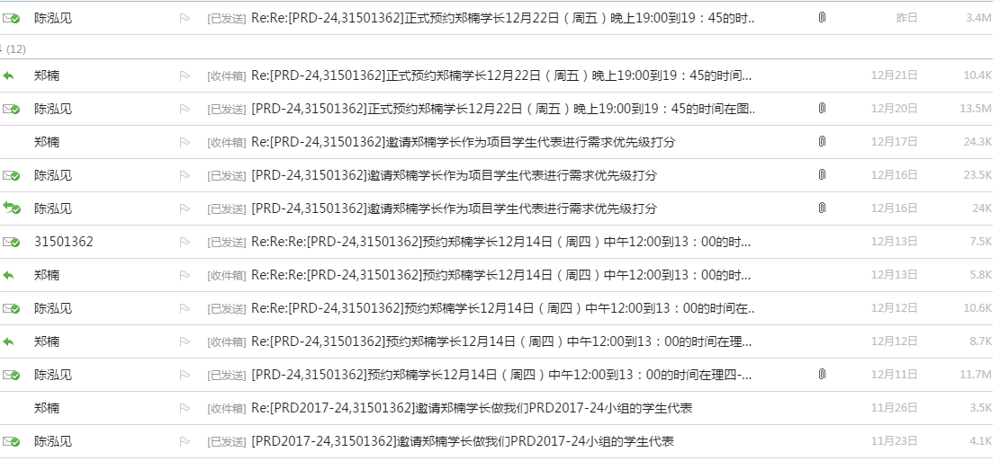 陈泓见 [已发送] Re:Re:[PRD-24,31501362]正式预约郑楠学长12月22日（周五）晚上19:00到19：45的时.. 昨日 3.4M
(12)
郑楠 [收件箱] Re:[PRD-24,31501362]正式预约郑楠学长12月22日（周五）晚上19:00到19：45的时间... 12月21日 10.4K
陈泓见 [已发送] [PRD-24,31501362]正式预约郑楠学长12月22日（周五）晚上19:00到19：45的时间在图.. 12月20日 13.5M
郑楠 [收件箱] Re:[PRD-24,31501362]邀请郑楠学长作为项目学生代表进行需求优先级打分 12月17日 24.3K
陈泓见 [已发送] [PRD-24,31501362]邀请郑楠学长作为项目学生代表进行需求优先级打分 12月16日 23.5K
陈泓见 [已发送] [PRD-24,31501362]邀请郑楠学长作为项目学生代表进行需求优先级打分 12月16日 24K
31501362 [已发送] Re:Re:Re:[PRD-24,31501362]预约郑楠学长12月14日（周四）中午12:00到13：00的时... 12月13日 7.5K
郑楠 [收件箱] Re:Re:Re:[PRD-24,31501362]预约郑楠学长12月14日（周四）中午12:00到13：00的时... 12月13日 5.8K
陈泓见 [已发送] Re:Re:[PRD-24,31501362]预约郑楠学长12月14日（周四）中午12:00到13：00的时间在.. 12月12日 10.6K
郑楠 [收件箱] Re:[PRD-24,31501362]预约郑楠学长12月14日（周四）中午12:00到13：00的时间在理... 12月12日 8.7K
陈泓见 [已发送] [PRD-24,31501362]预约郑楠学长12月14日（周四）中午12:00到13：00的时间在理四-... 12月11日 11.7M
郑楠 [收件箱] Re:[PRD2017-24,31501362]邀请郑楠学长做我们PRD2017-24小组的学生代表 11月26日 3.5K
陈泓见 [已发送] [PRD2017-24,31501362]邀请郑楠学长做我们PRD2017-24小组的学生代表 11月23日 4.1K